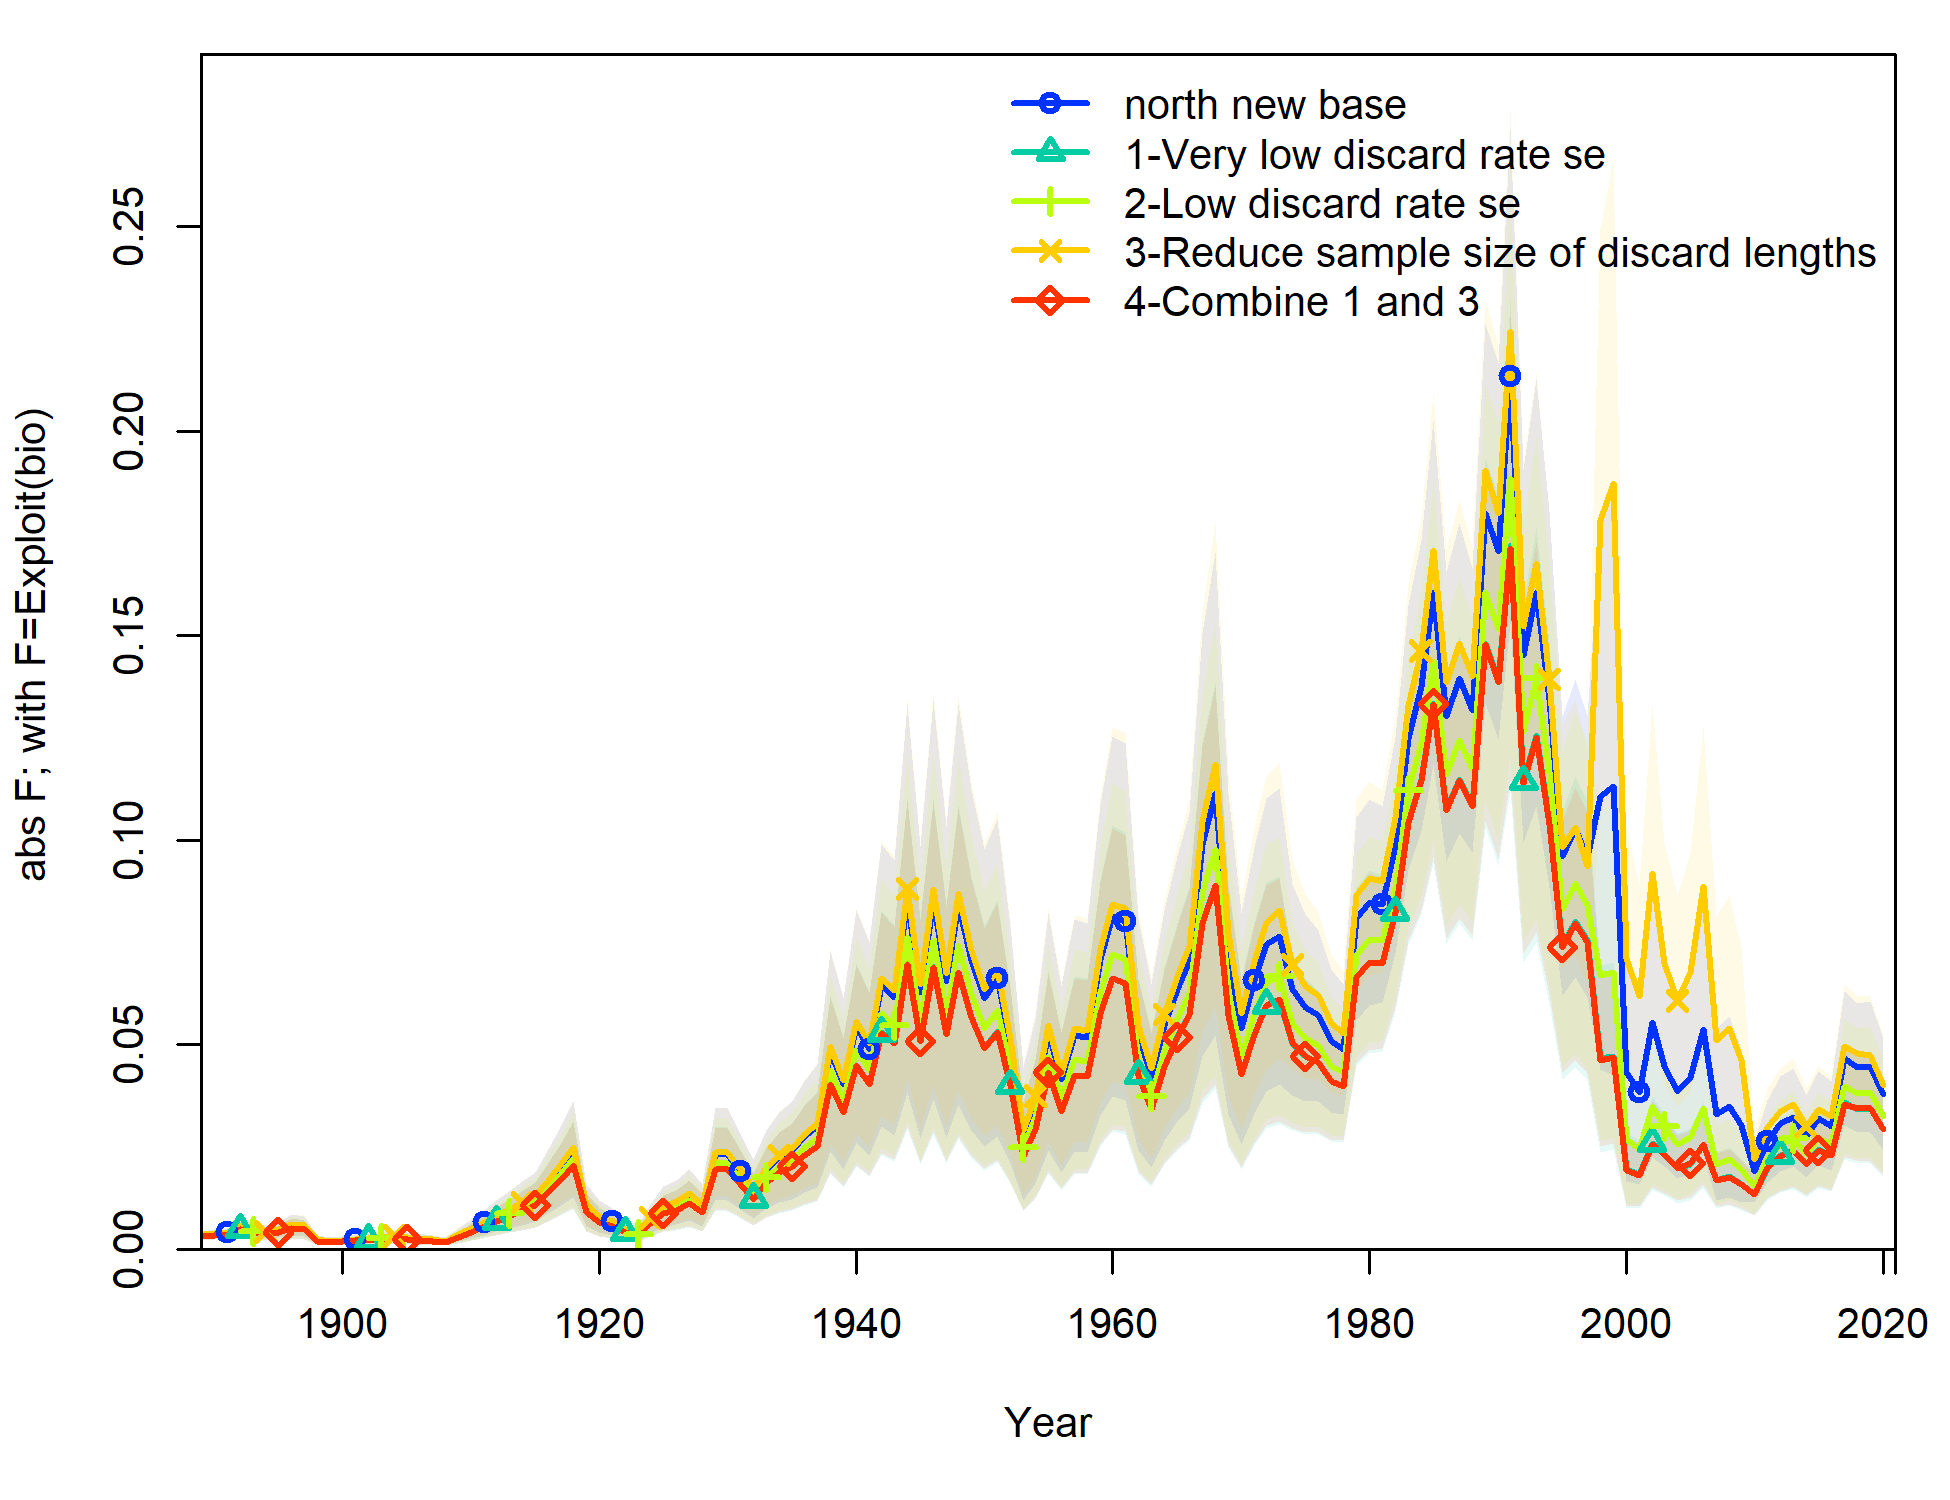 north new base
1-Very low discard rate se
2-Low discard rate se
3-Reduce sample size of discard lengths
4-Combine 1 and 3
abs F; with F=Exploit(bio)
0.25
0.20
0.15
0.10
0.05
0.00
1900 1920 1940 1960 1980 2000 2020
Year